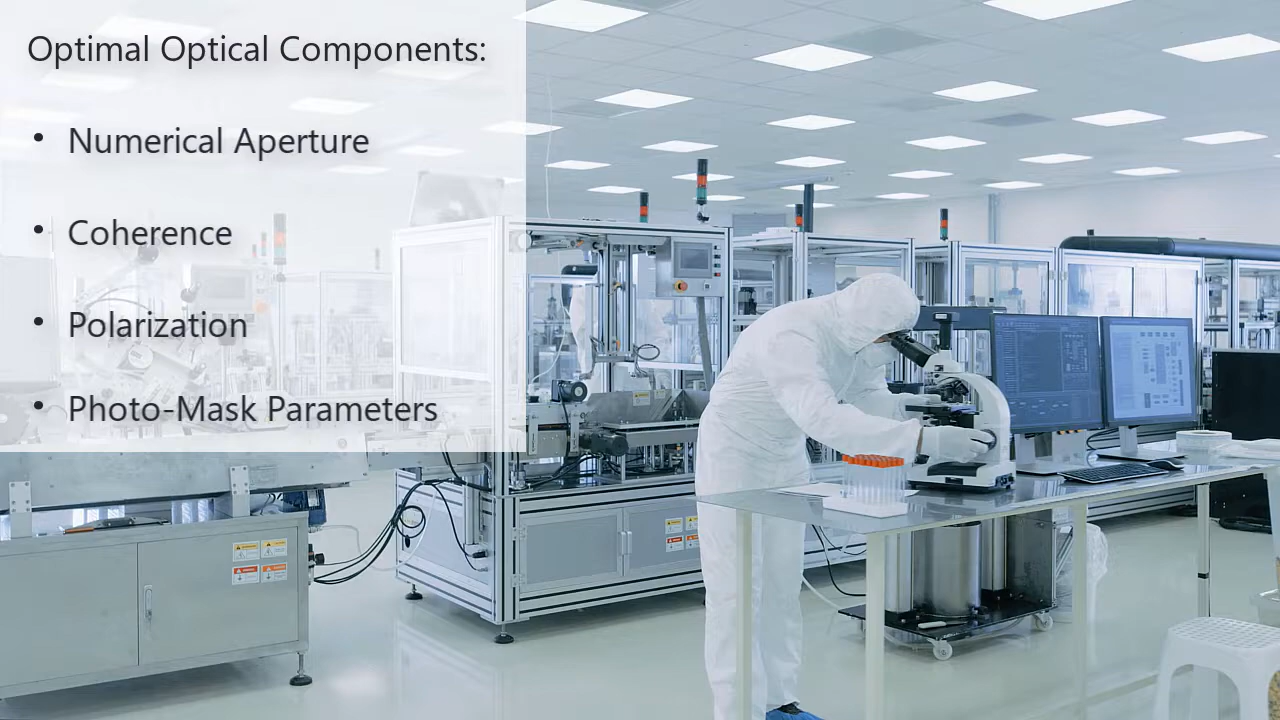 Optimal Optical Components:
• Numerical Aperture
• Coherence
• Polarization
• Photo-Mask Parameters